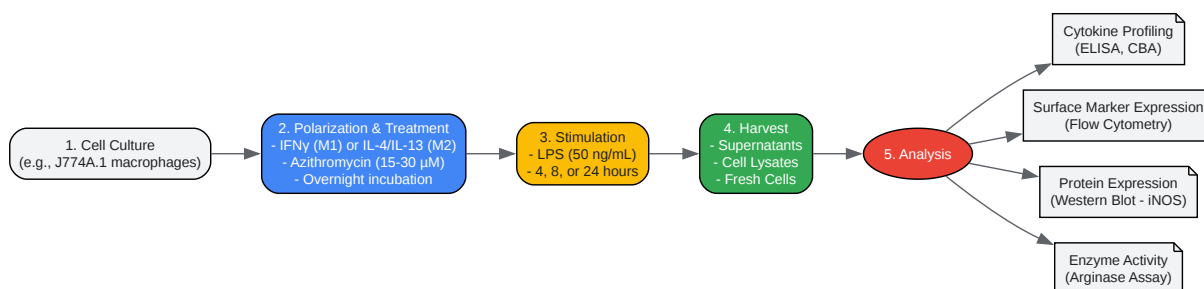 1. Cell Culture
(e.g., J774A.1 macrophages)
2. Polarization & Treatment
- IFNγ (M1) or IL-4/IL-13 (M2)
- Azithromycin (15-30 µM)
- Overnight incubation
3. Stimulation
- LPS (50 ng/mL)
- 4, 8, or 24 hours
4. Harvest
- Supernatants
- Cell Lysates
- Fresh Cells
5. Analysis
Cytokine Profiling
(ELISA, CBA)
Surface Marker Expression
(Flow Cytometry)
Protein Expression
(Western Blot - iNOS)
Enzyme Activity
(Arginase Assay)